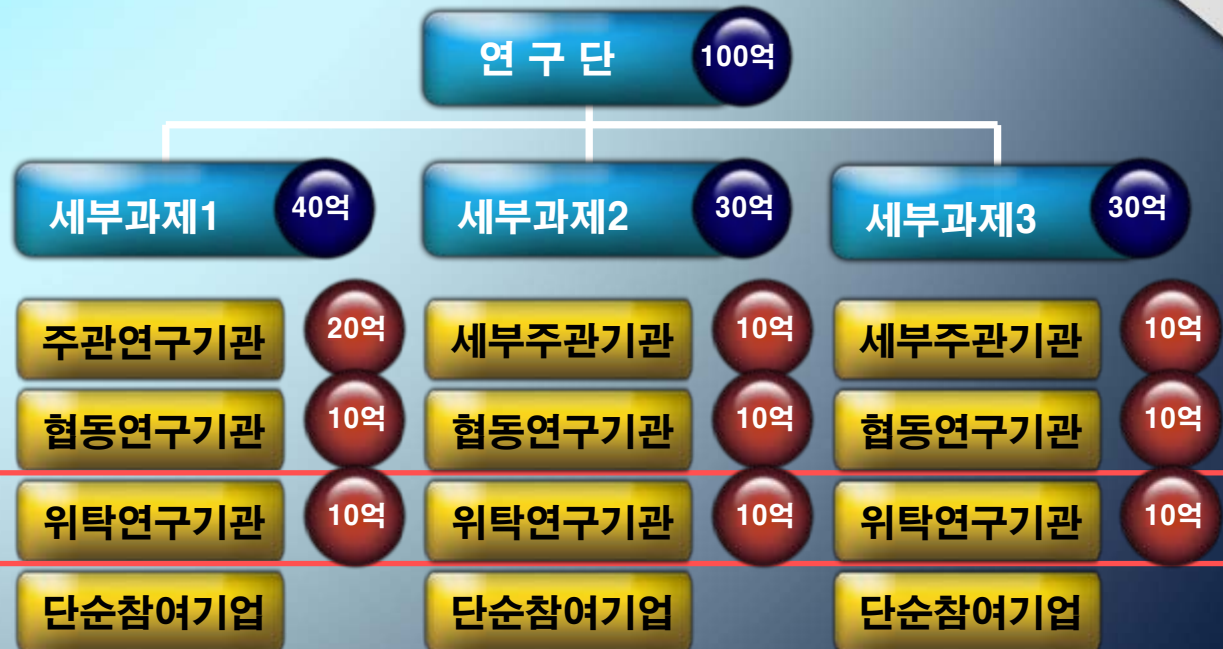 연 구 단 100억
세부과제1 40억 세부과제2 30억 세부과제3 30억
주관연구기관 20억 세부주관기관 10억 세부주관기관 10억
협동연구기관 10억 협동연구기관 10억 협동연구기관 10억
위탁연구기관 10억 위탁연구기관 10억 위탁연구기관 10억
단순참여기업 단순참여기업 단순참여기업